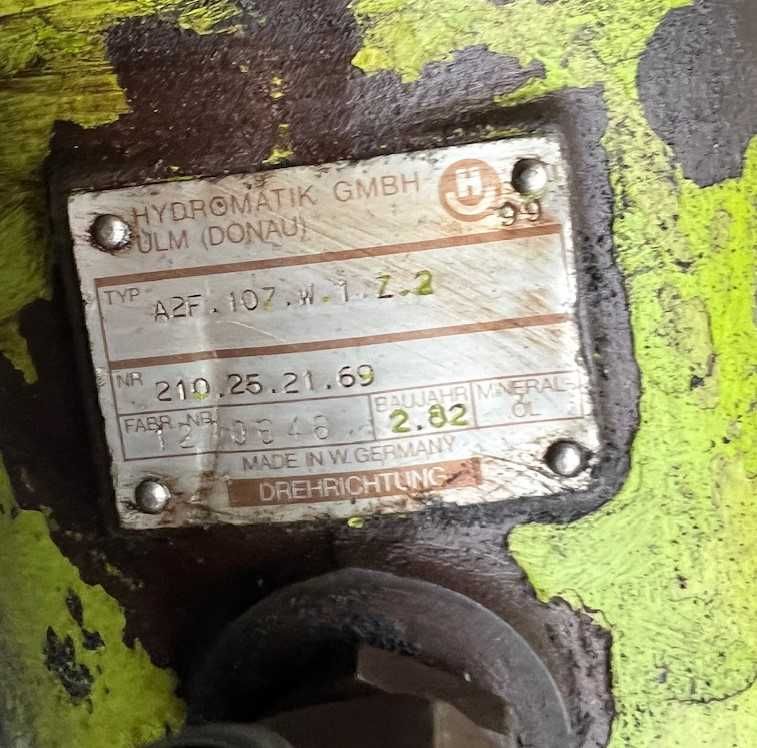 HYDROMATIK GMBH H
ULM (DONAU) 99
TYP A2F.107.W.1.Z.2
NR 210.25.21.69
FABR.-NR. BAUJAHR 2.82 MINERAL-
ÖL
MADE IN W. GERMANY
DREHRICHTUNG